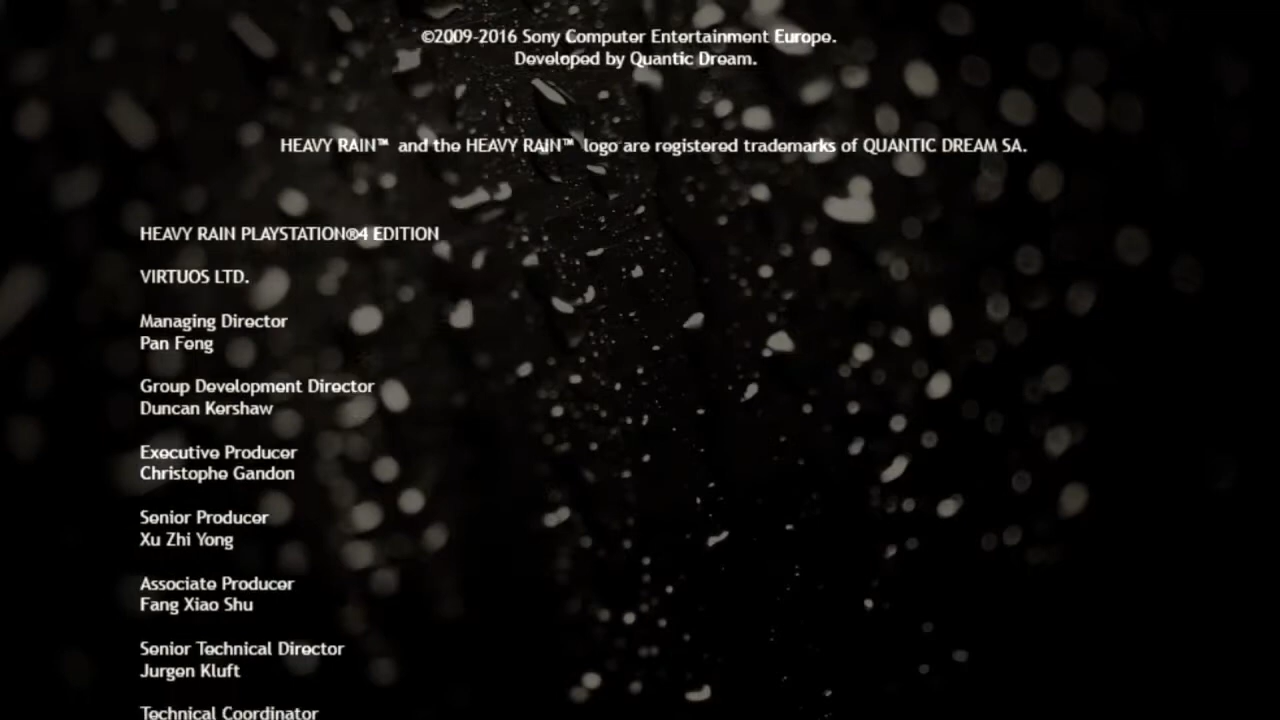 ©2009-2016 Sony Computer Entertainment Europe.
Developed by Quantic Dream.
HEAVY RAIN™ and the HEAVY RAIN™ logo are registered trademarks of QUANTIC DREAM SA.
HEAVY RAIN PLAYSTATION®4 EDITION
VIRTUOS LTD.
Managing Director
Pan Feng
Group Development Director
Duncan Kershaw
Executive Producer
Christophe Gandon
Senior Producer
Xu Zhi Yong
Associate Producer
Fang Xiao Shu
Senior Technical Director
Jurgen Kluft
Technical Coordinator